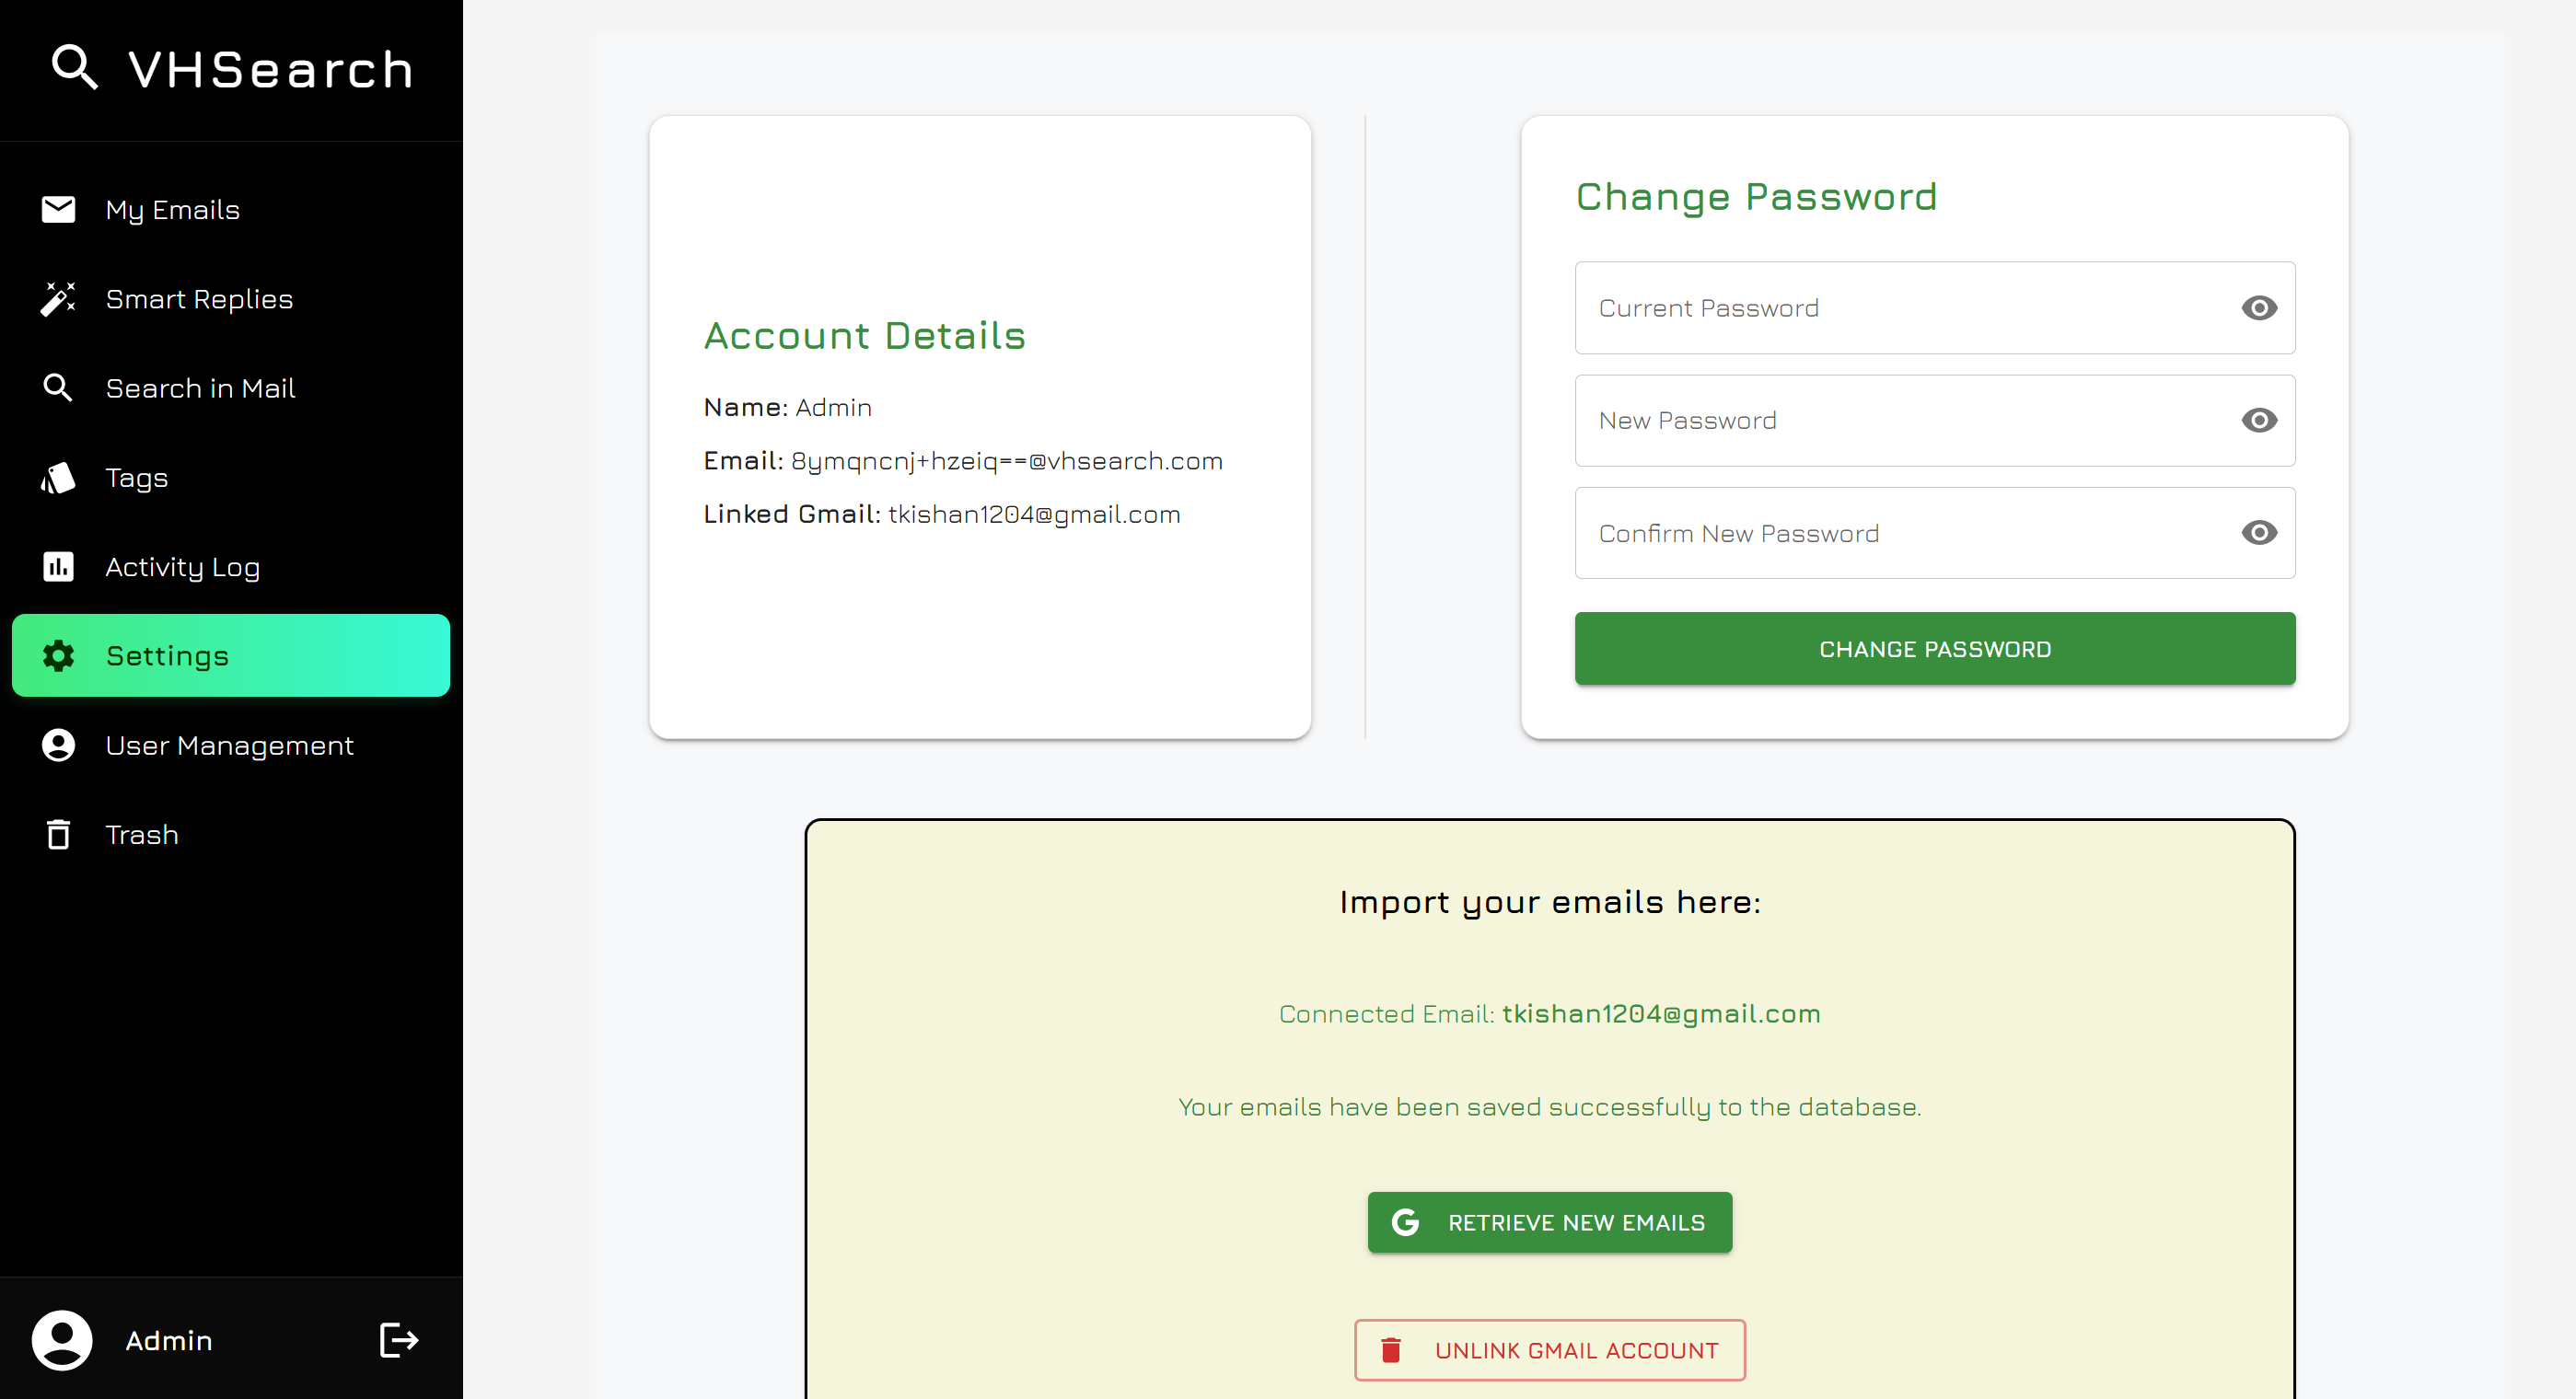 VHSearch
My Emails
Smart Replies
Search in Mail
Tags
Activity Log
Settings
User Management
Trash
Admin
Account Details
Name: Admin
Email: 8ymqncnj+hzeiq==@vhsearch.com
Linked Gmail: tkishan1204@gmail.com
Change Password
Current Password
New Password
Confirm New Password
CHANGE PASSWORD
Import your emails here:
Connected Email: tkishan1204@gmail.com
Your emails have been saved successfully to the database.
RETRIEVE NEW EMAILS
UNLINK GMAIL ACCOUNT